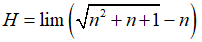 H = lim (√(n² + n + 1) − n)